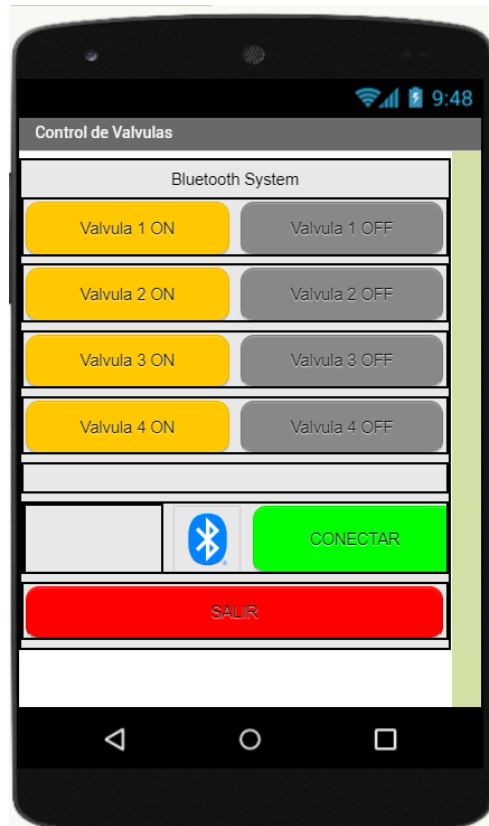 9:48
Control de Valvulas
Bluetooth System
Valvula 1 ON Valvula 1 OFF
Valvula 2 ON Valvula 2 OFF
Valvula 3 ON Valvula 3 OFF
Valvula 4 ON Valvula 4 OFF
CONECTAR
SALIR